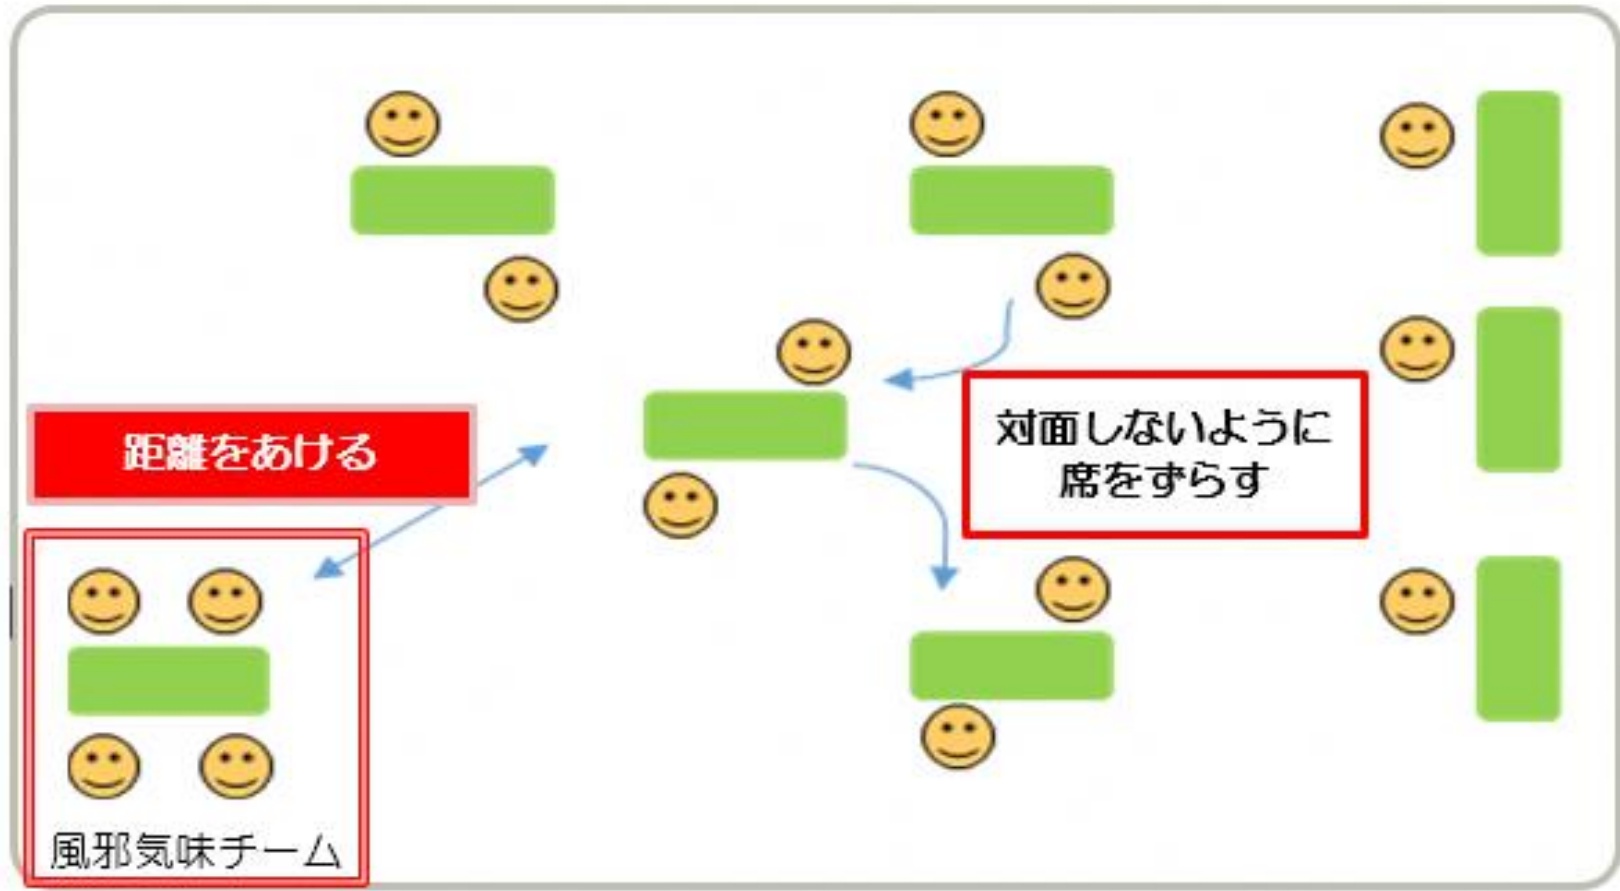 距離をあける
対面しないように
席をずらす
風邪気味チーム